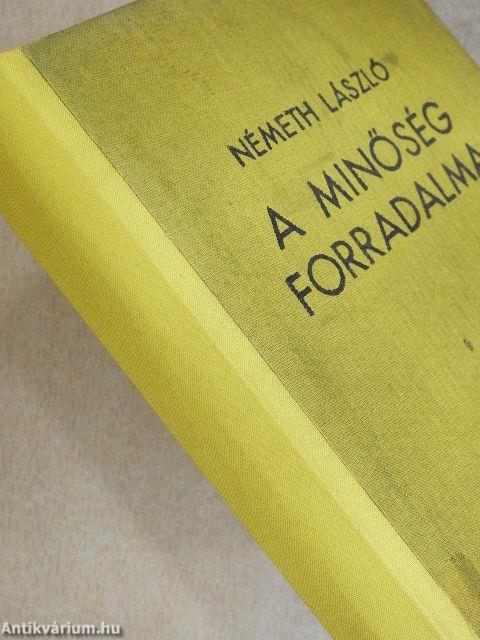 NÉMETH LÁSZLÓ
A MINŐSÉG
FORRADALMA
Antikvárium.hu